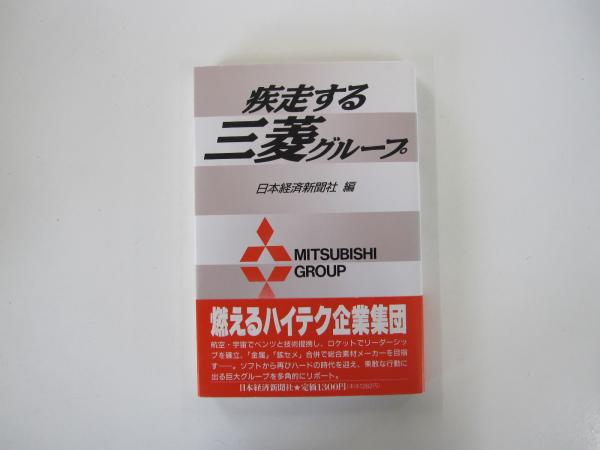 疾走する
三菱グループ
日本経済新聞社 編
MITSUBISHI
GROUP
燃えるハイテク企業集団
航空・宇宙でベンツと技術提携し、ロケットでリーダーシッ
プを確立、「金属」「鉱セメ」合併で総合素材メーカーを目指
す──。ソフトから再びハードの時代を迎え、果敢な行動に
出る巨大グループを多角的にリポート。
日本経済新聞社★定価1300円(本体1262円)